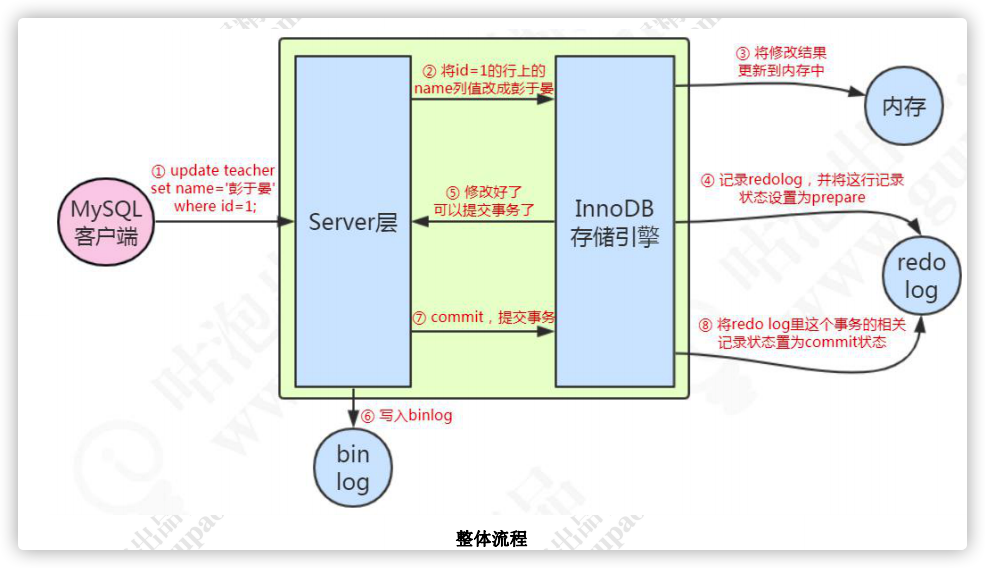 ① update teacher
set name='彭于晏'
where id=1;
MySQL
客户端
Server层
② 将id=1的行上的
name列值改成彭于晏
InnoDB
存储引擎
③ 将修改结果
更新到内存中
内存
④ 记录redolog，并将这行记录
状态设置为prepare
redo
log
⑤ 修改好了
可以提交事务了
⑥ 写入binlog
bin
log
⑦ commit，提交事务
⑧ 将redo log里这个事务的相关
记录状态置为commit状态
整体流程